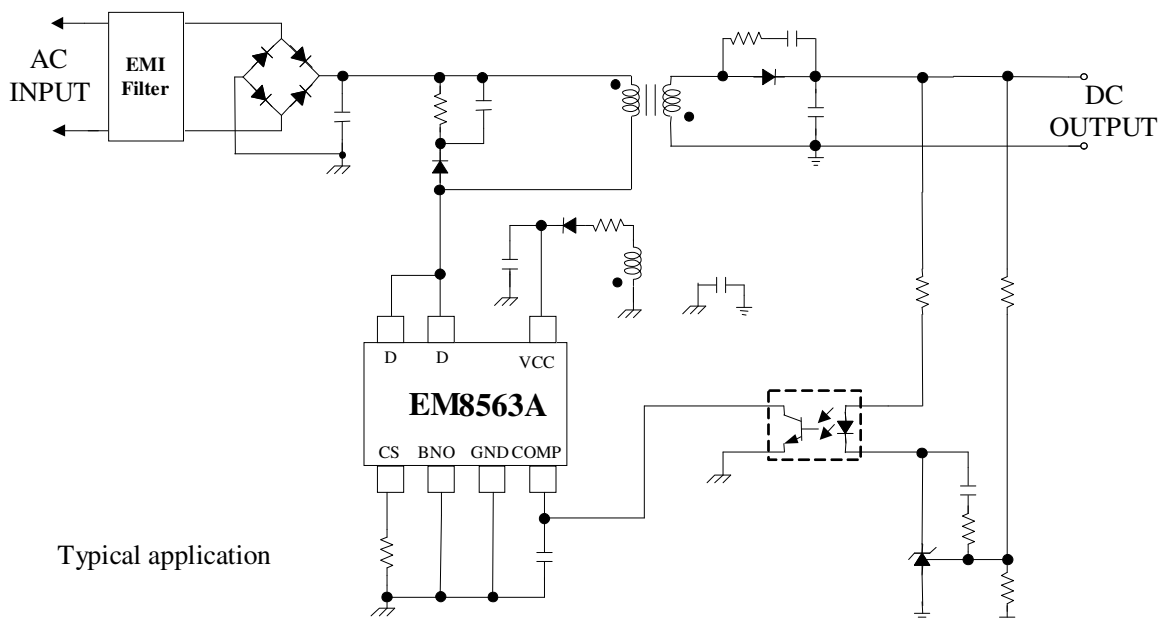 AC
INPUT
EMI
Filter
DC
OUTPUT
D D VCC
EM8563A
CS BNO GND COMP
Typical application